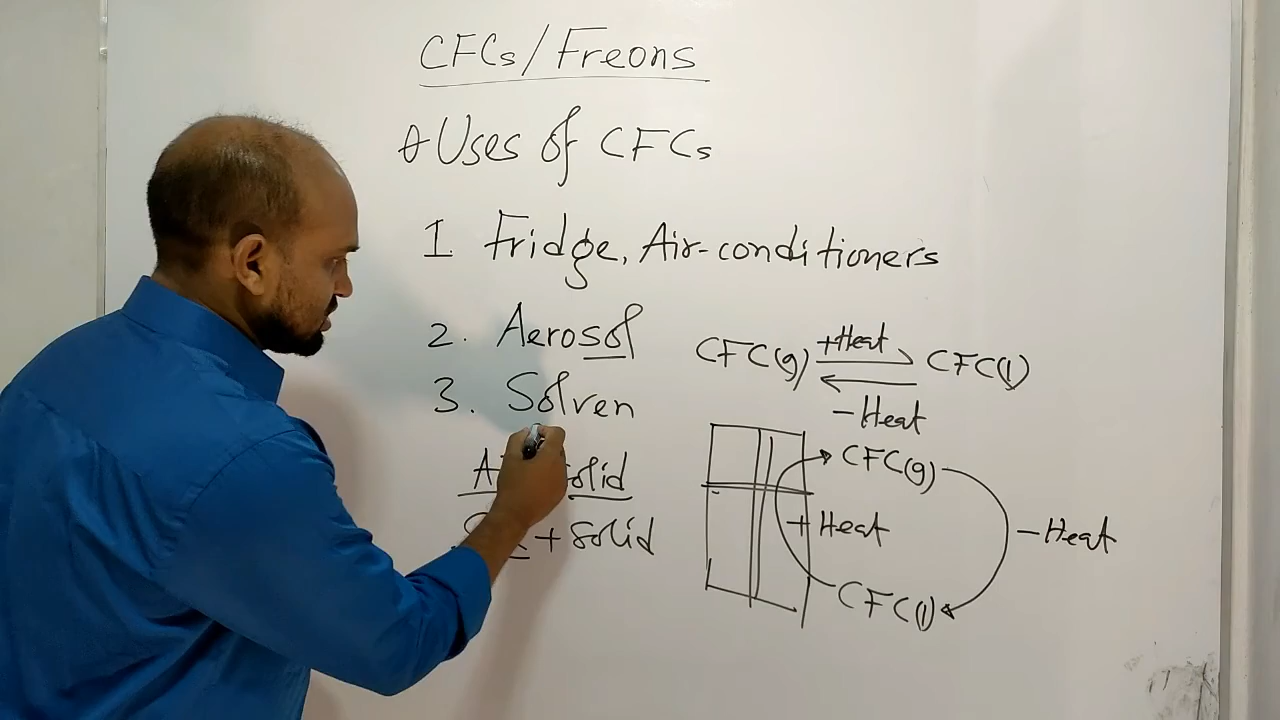 CFCs/Freons
* Uses of CFCs
1. Fridge, Air-conditioners
2. Aerosol
CFC(g) +Heat CFC(l)
-Heat
3. Solven
solid
+ solid
CFC(g)
+ Heat
- Heat
CFC(l)